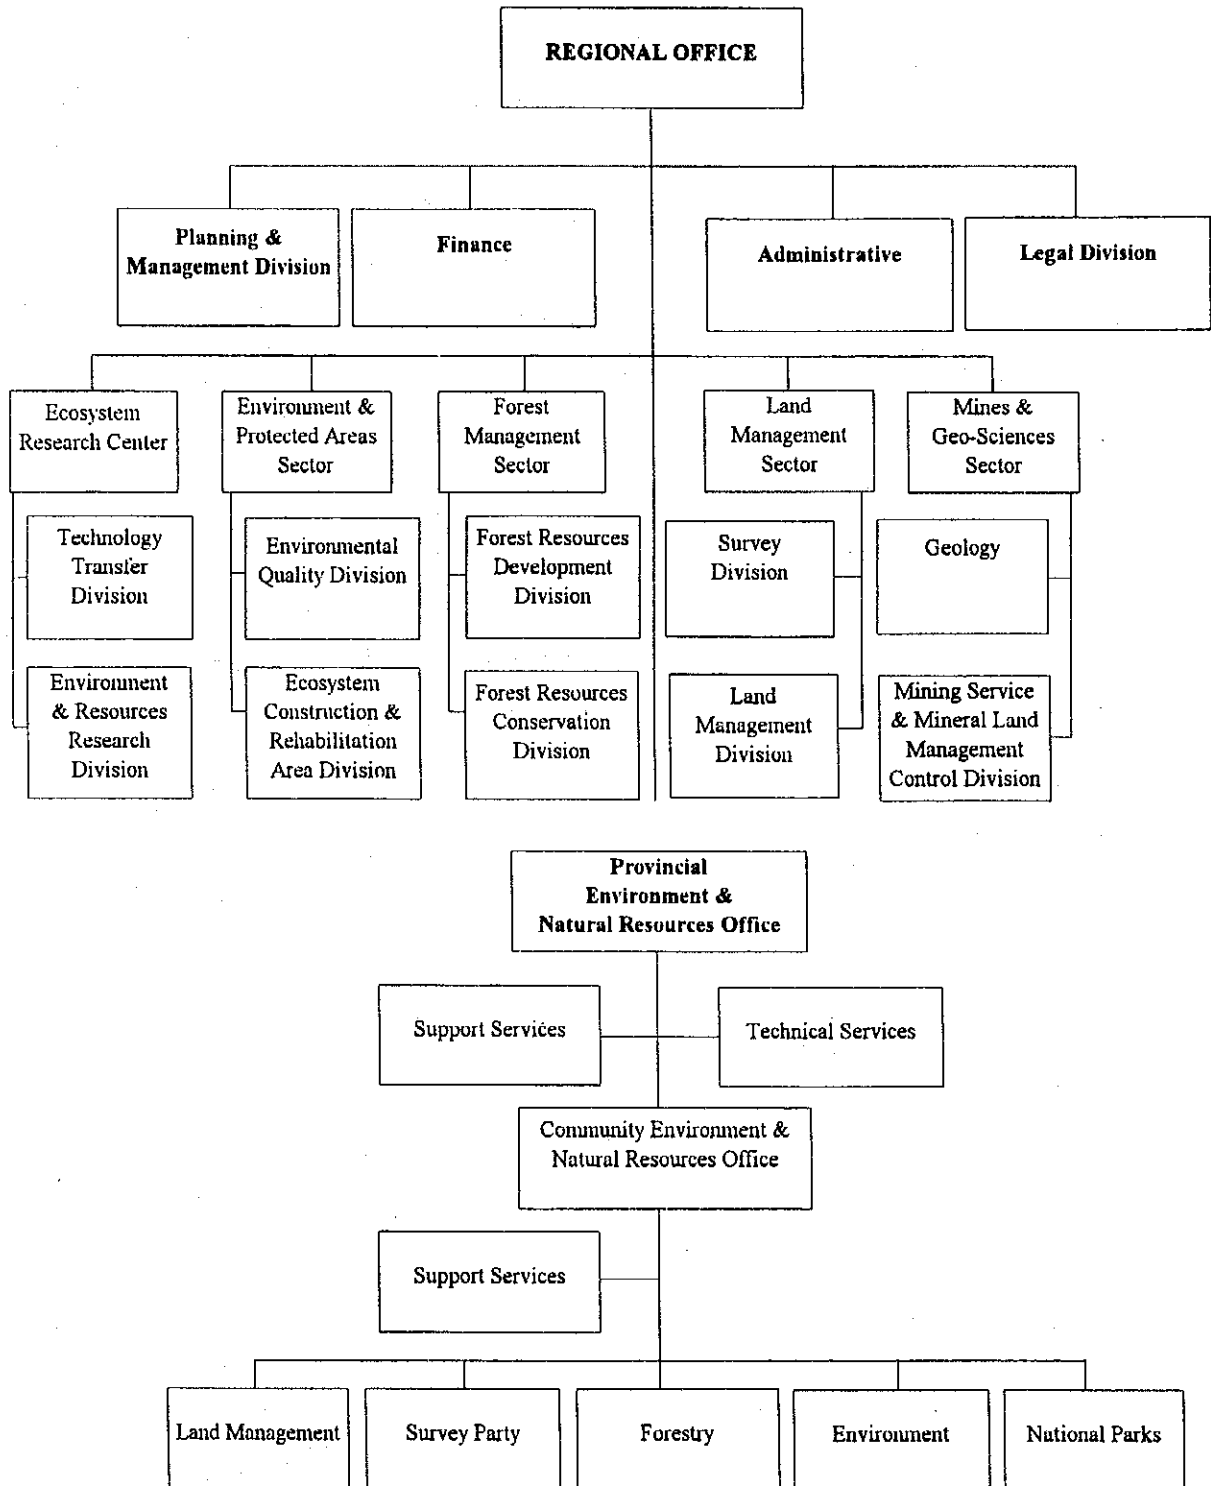 REGIONAL OFFICE
Planning &
Management Division
Finance
Administrative
Legal Division
Ecosystem
Research Center
Environment &
Protected Areas
Sector
Forest
Management
Sector
Land
Management
Sector
Mines &
Geo-Sciences
Sector
Technology
Transfer
Division
Environmental
Quality Division
Forest Resources
Development
Division
Survey
Division
Geology
Environment
& Resources
Research
Division
Ecosystem
Construction &
Rehabilitation
Area Division
Forest Resources
Conservation
Division
Land
Management
Division
Mining Service
& Mineral Land
Management
Control Division
Provincial
Environment &
Natural Resources Office
Support Services
Technical Services
Community Environment &
Natural Resources Office
Support Services
Land Management
Survey Party
Forestry
Environment
National Parks